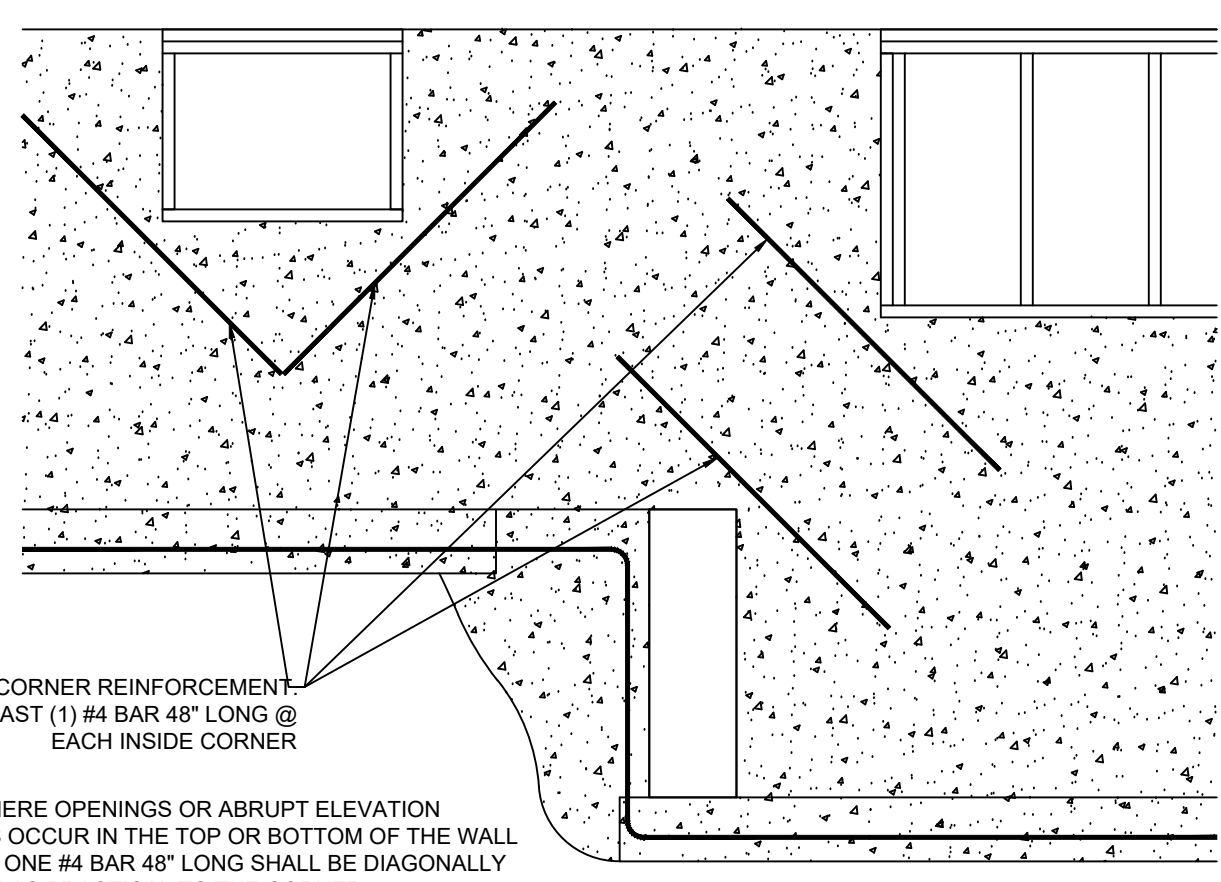 CORNER REINFORCEMENT.
AST (1) #4 BAR 48" LONG @
EACH INSIDE CORNER
OPENINGS OR ABRUPT ELEVATION
OCCUR IN THE TOP OR BOTTOM OF THE WALL
ONE #4 BAR 48" LONG SHALL BE DIAGONALLY